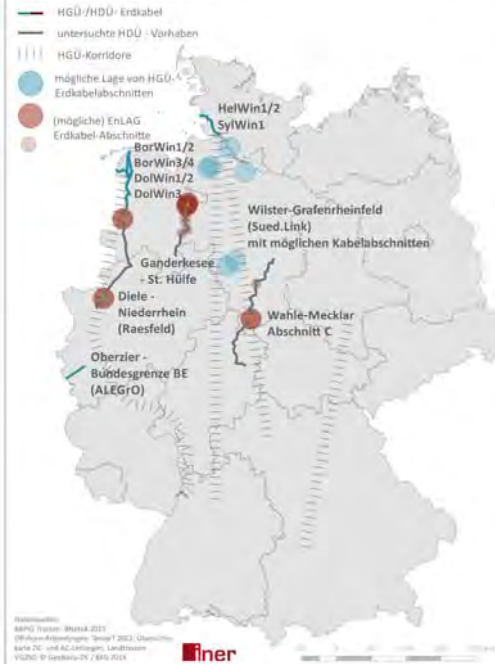 HGÜ-/HDÜ- Erdkabel
untersuchte HDÜ - Vorhaben
HGÜ-Korridore
mögliche Lage von HGÜ-
Erdkabelabschnitten
(mögliche) EnLAG
Erdkabel-Abschnitte
HelWin1/2
SylWin1
BorWin1/2
BorWin3/4
DolWin1/2
DolWin3
Wilster-Grafenrheinfeld
(Sued.Link)
mit möglichen Kabelabschnitten
Ganderkesee
- St. Hülfe
Diele -
Niederrhein
(Raesfeld)
Wahle-Mecklar
Abschnitt C
Oberzier -
Bundesgrenze BE
(ALEGrO)
iner